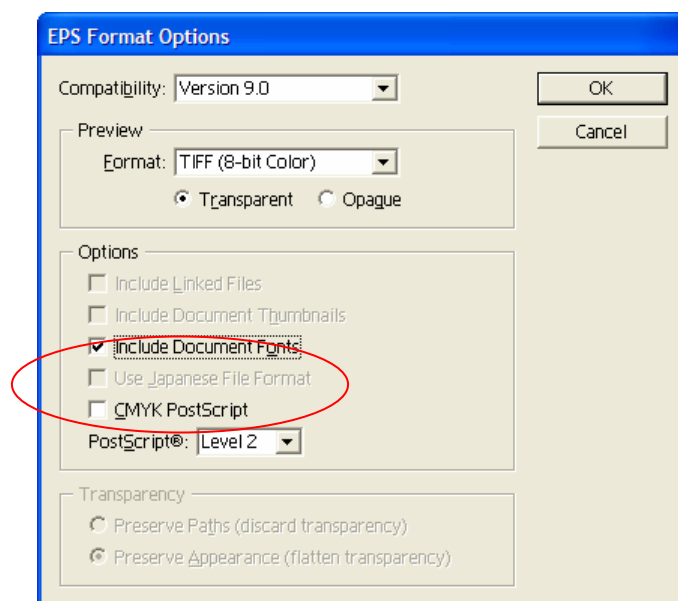 EPS Format Options
Compatibility: Version 9.0
OK
Preview
Cancel
Format: TIFF (8-bit Color)
Transparent Opaque
Options
Include Linked Files
Include Document Thumbnails
Include Document Fonts
Use Japanese File Format
CMYK PostScript
PostScript®: Level 2
Transparency
Preserve Paths (discard transparency)
Preserve Appearance (flatten transparency)